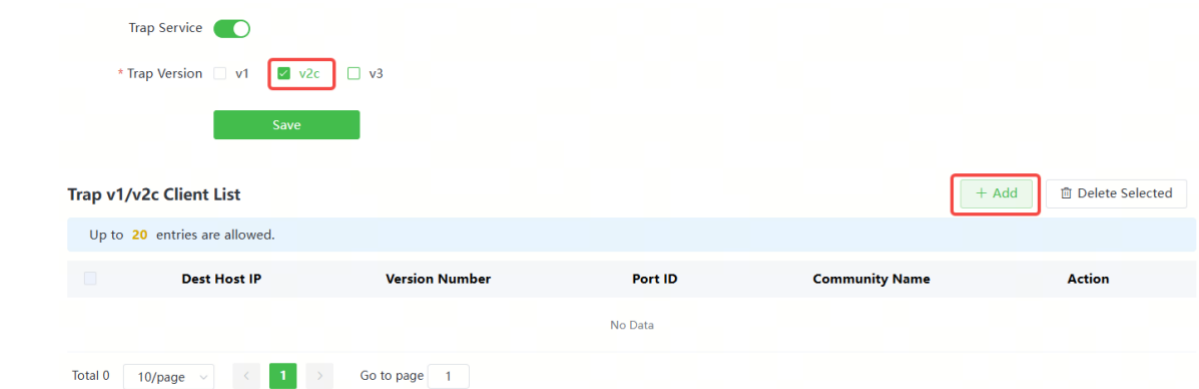 Trap Service
* Trap Version v1 v2c v3
Save
Trap v1/v2c Client List + Add Delete Selected
Up to 20 entries are allowed.
Dest Host IP Version Number Port ID Community Name Action
No Data
Total 0 10/page < 1 > Go to page 1